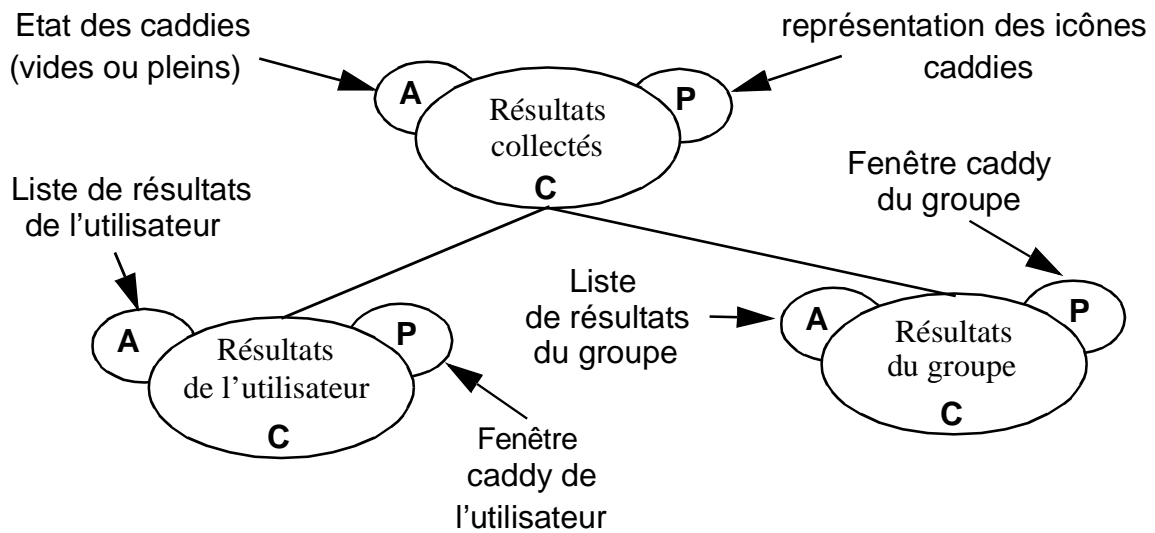 Etat des caddies
(vides ou pleins)
représentation des icônes
caddies
A
P
Résultats
collectés
C
Liste de résultats
de l’utilisateur
Fenêtre caddy
du groupe
Liste
de résultats
du groupe
A
P
Résultats
de l’utilisateur
C
A
P
Résultats
du groupe
C
Fenêtre
caddy de
l’utilisateur